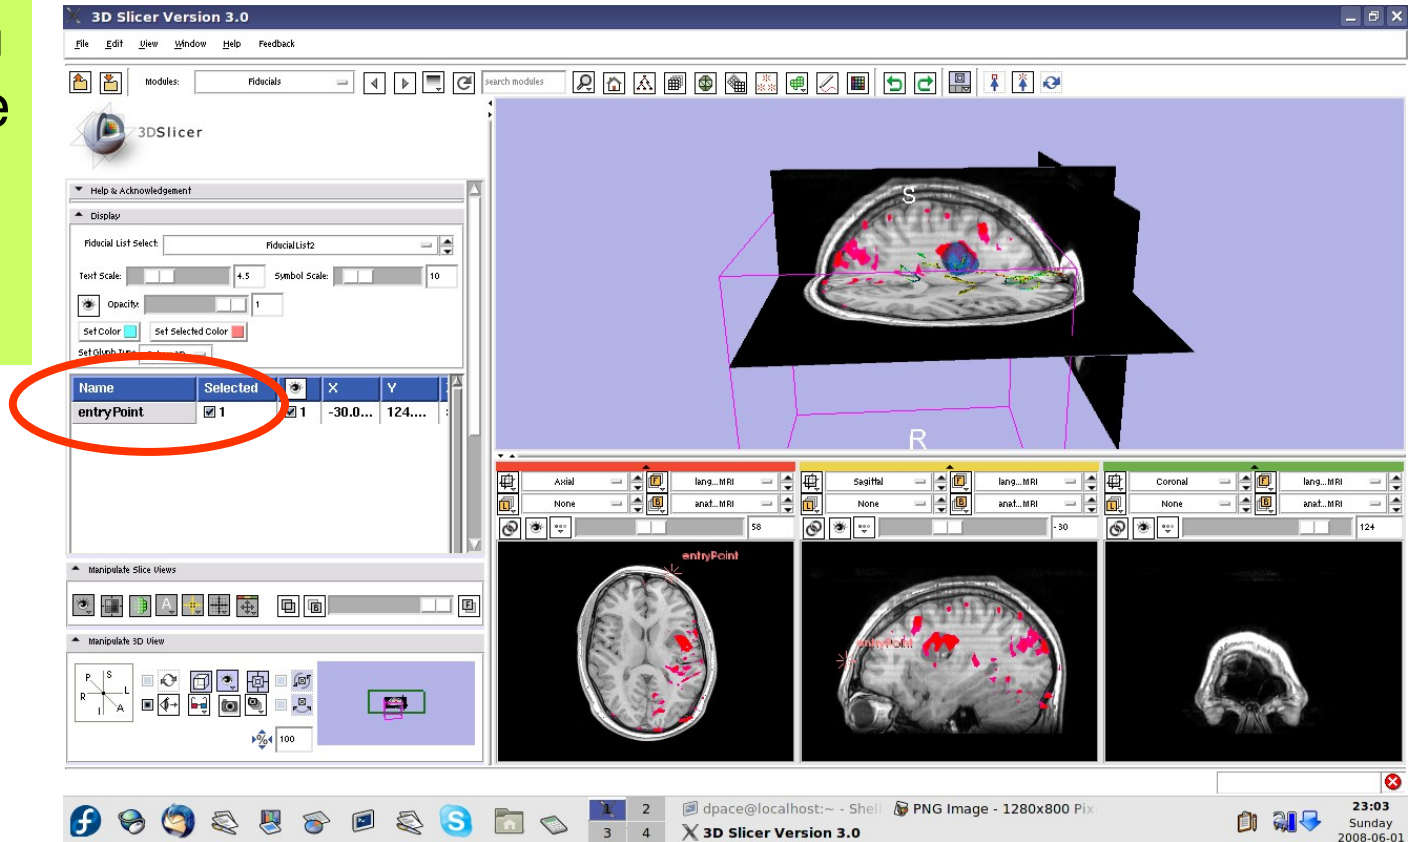 e
3D Slicer Version 3.0
File Edit View Window Help Feedback
Modules: Fiducials search modules
3DSlicer
Help & Acknowledgement
Display
Fiducial List Select: FiducialList2
Text Scale: 4.5 Symbol Scale: 10
Opacity: 1
Set Color Set Selected Color
Set Glyph Type
Name Selected X Y
entryPoint 1 1 -30.0... 124....
S
R
Axial lang...MRI
None anat...MRI
58
entryPoint
Sagittal lang...MRI
None anat...MRI
-30
entryPoint
Coronal lang...MRI
None anat...MRI
124
Manipulate Slice Views
Manipulate 3D View
P S
R L
I A
100
1 2
3 4
dpace@localhost:~ - Shell
PNG Image - 1280x800 Pix
3D Slicer Version 3.0
23:03
Sunday
2008-06-01